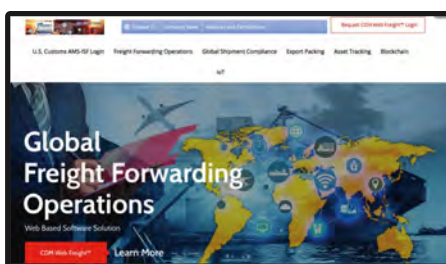 Request CDM Web Freight™ Login
U.S. Customs AMS-ISF Login Freight Forwarding Operations Global Shipment Compliance Export Packing Asset Tracking Blockchain
IoT
Global
Freight Forwarding
Operations
Web Based Software Solution
CDM Web Freight™ Learn More